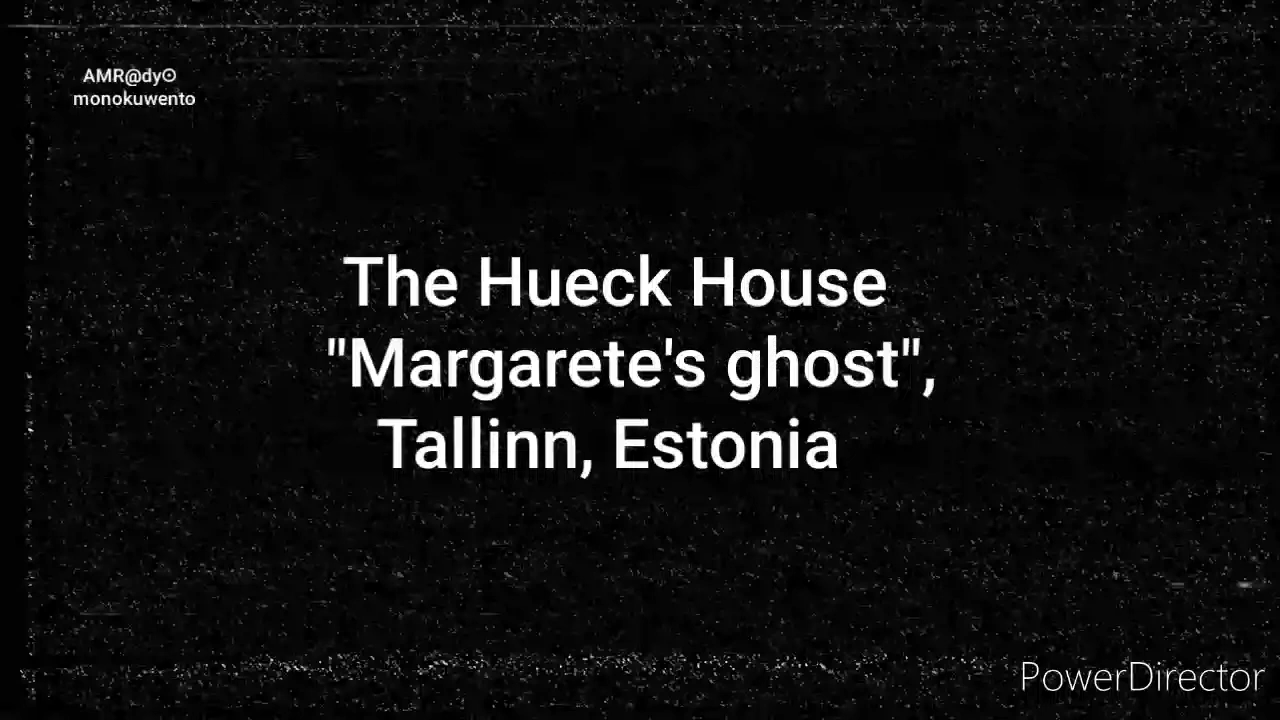 AMR@dy⊙
monokuwento
The Hueck House
"Margarete's ghost",
Tallinn, Estonia
PowerDirector